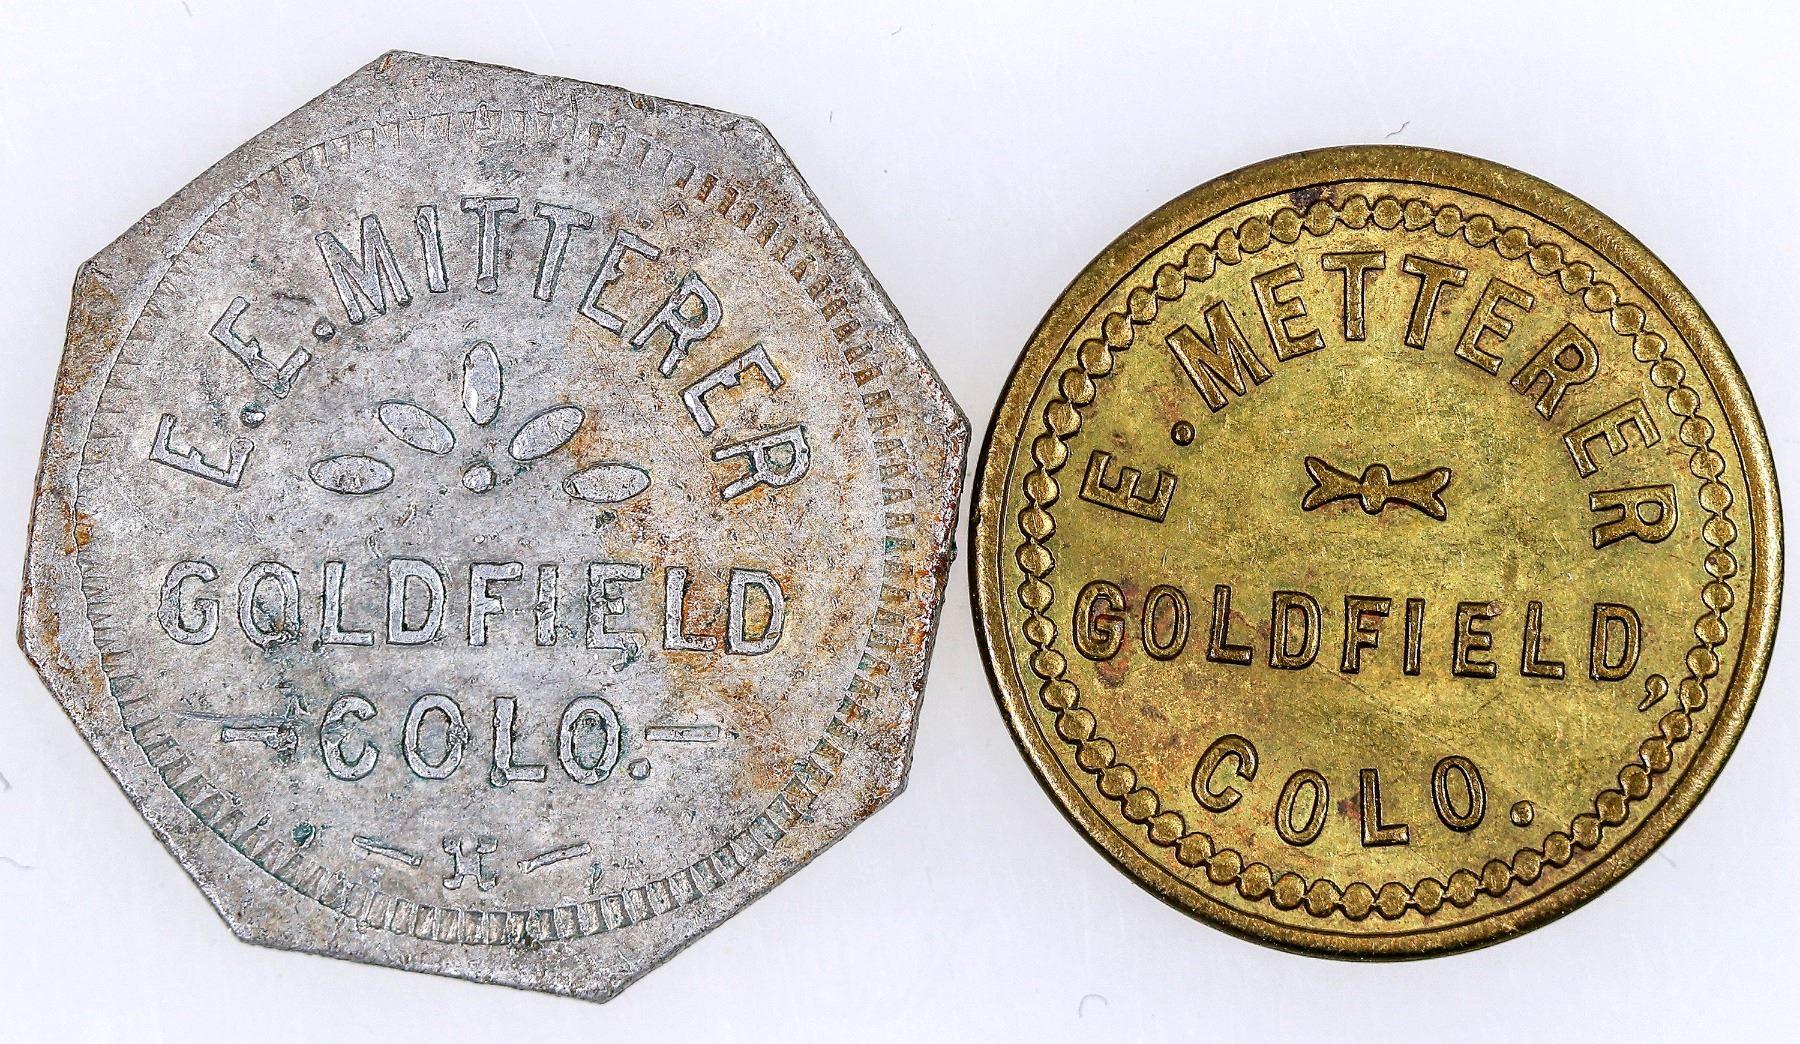 E.E. MITTERER
GOLDFIELD
COLO.
E. METTERER
GOLDFIELD,
COLO.